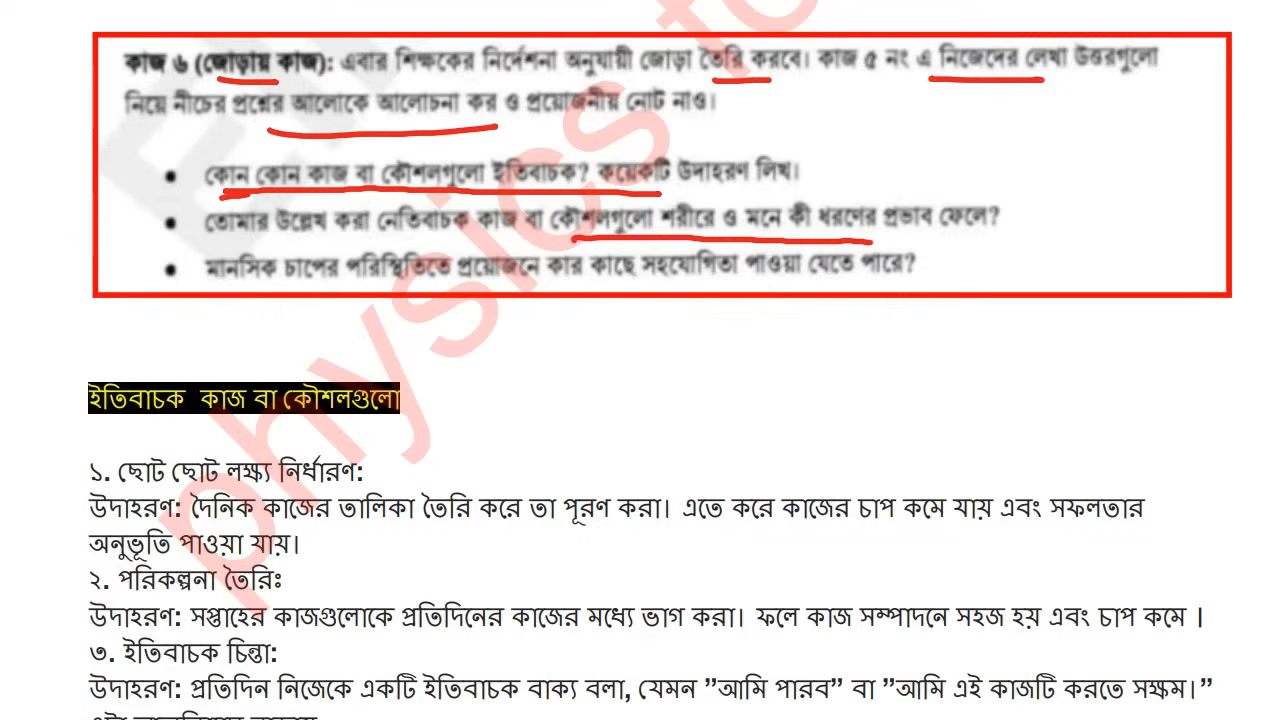 কাজ ৬ (জোড়ায় কাজ): এবার শিক্ষকের নির্দেশনা অনুযায়ী জোড়া তৈরি করবে। কাজ ৫ নং এ নিজেদের লেখা উত্তরগুলো
নিয়ে নীচের প্রশ্নের আলোকে আলোচনা কর ও প্রয়োজনীয় নোট নাও।
• কোন কোন কাজ বা কৌশলগুলো ইতিবাচক? কয়েকটি উদাহরণ লিখ।
• তোমার উল্লেখ করা নেতিবাচক কাজ বা কৌশলগুলো শরীরে ও মনে কী ধরণের প্রভাব ফেলে?
• মানসিক চাপের পরিস্থিতিতে প্রয়োজনে কার কাছে সহযোগিতা পাওয়া যেতে পারে?
ইতিবাচক কাজ বা কৌশলগুলো
১. ছোট ছোট লক্ষ্য নির্ধারণ:
উদাহরণ: দৈনিক কাজের তালিকা তৈরি করে তা পূরণ করা। এতে করে কাজের চাপ কমে যায় এবং সফলতার
অনুভূতি পাওয়া যায়।
২. পরিকল্পনা তৈরিঃ
উদাহরণ: সপ্তাহের কাজগুলোকে প্রতিদিনের কাজের মধ্যে ভাগ করা। ফলে কাজ সম্পাদনে সহজ হয় এবং চাপ কমে ।
৩. ইতিবাচক চিন্তা:
উদাহরণ: প্রতিদিন নিজেকে একটি ইতিবাচক বাক্য বলা, যেমন ”আমি পারব” বা ”আমি এই কাজটি করতে সক্ষম।”
physics